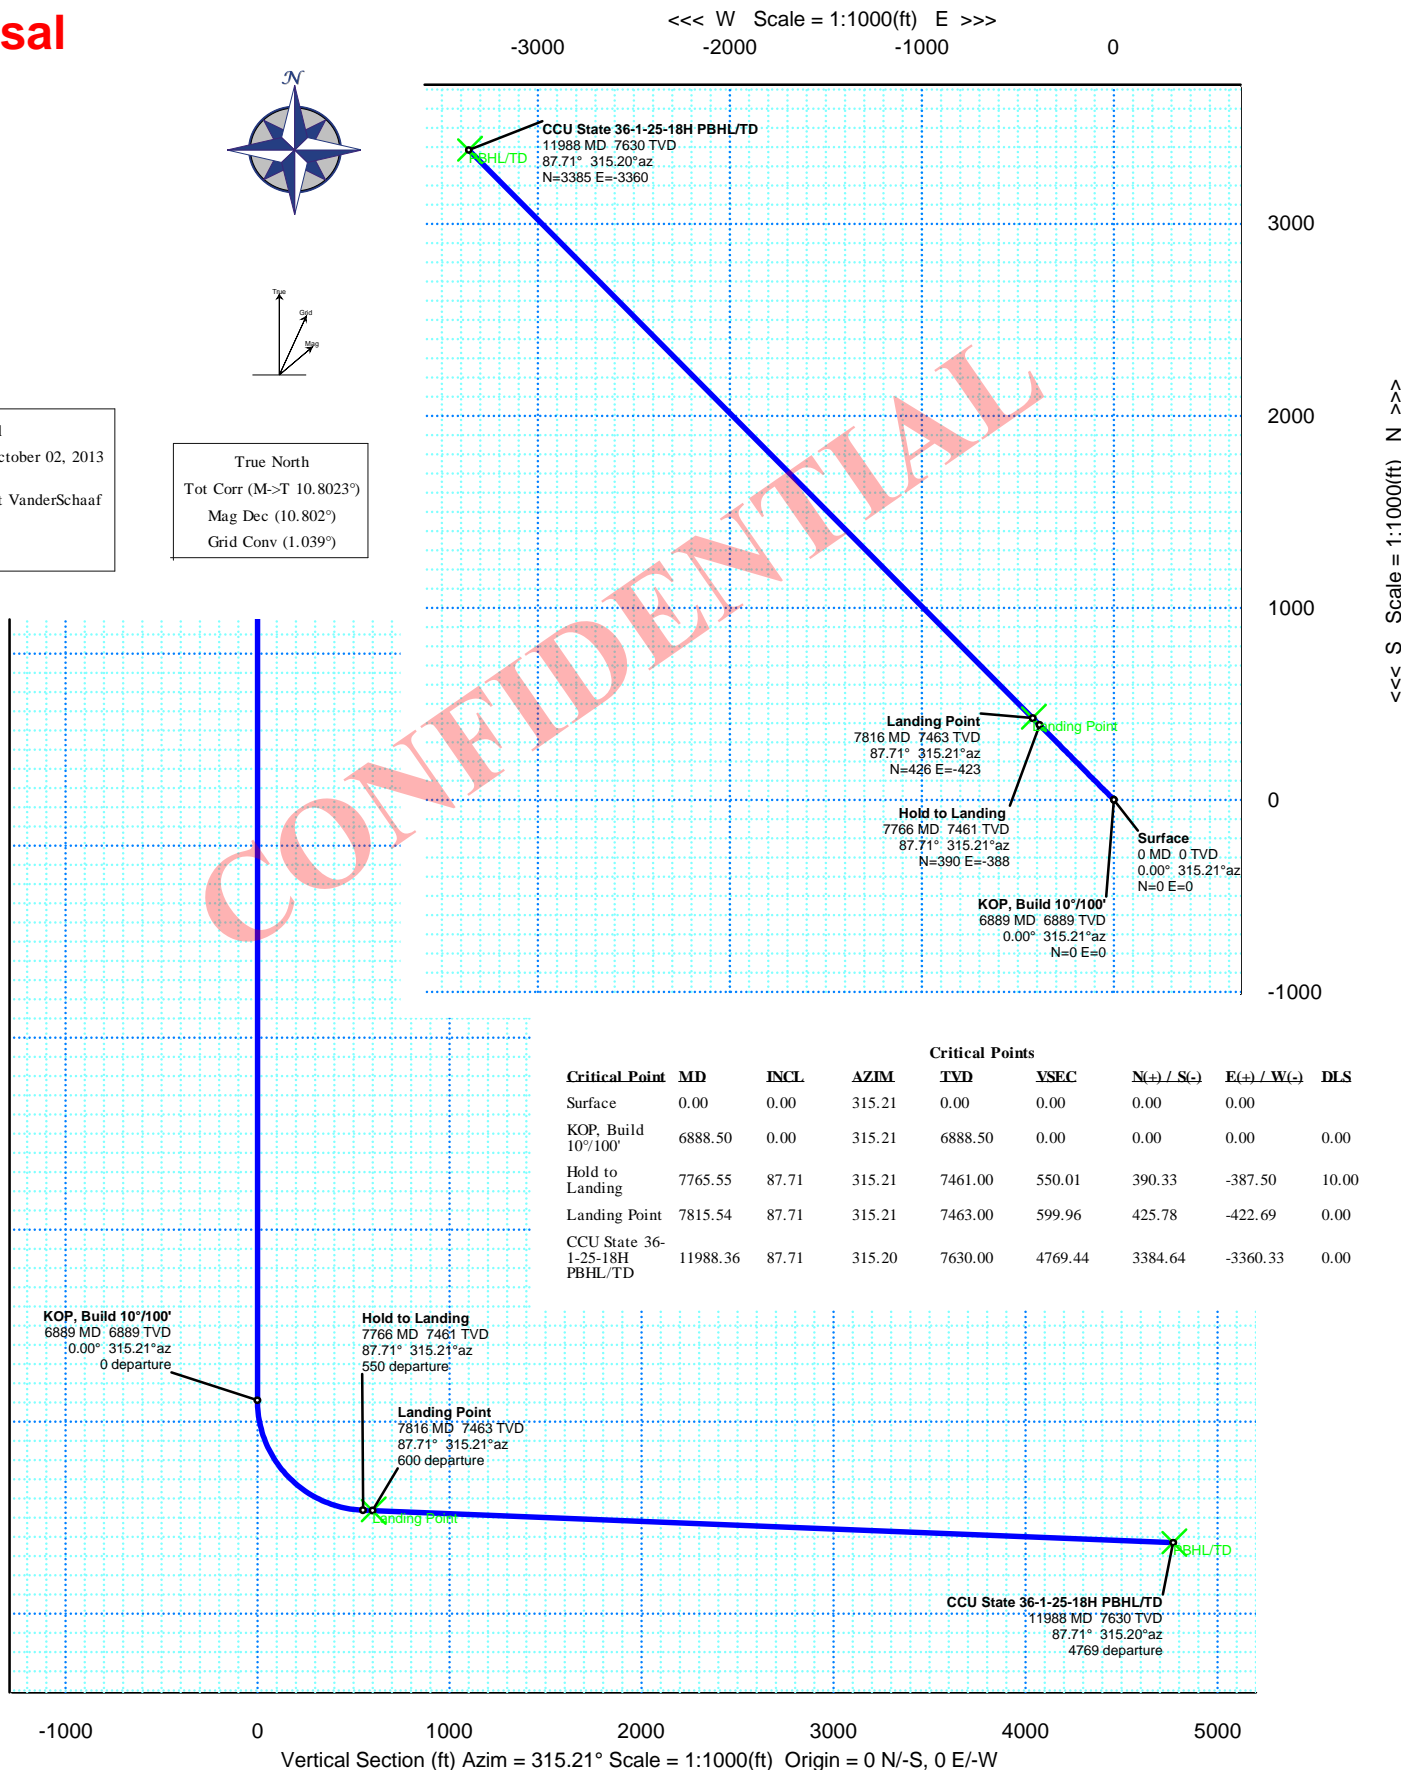 sal
<<< W Scale = 1:1000(ft) E >>>
-3000 -2000 -1000 0
N
CCU State 36-1-25-18H PBHL/TD
11988 MD 7630 TVD
87.71° 315.20°az
N=3385 E=-3360
PBHL/TD
3000
2000
1000
0
-1000
<<< S Scale = 1:1000(ft) N >>>
True
Grid
Mag
ctober 02, 2013
t VanderSchaaf
True North
Tot Corr (M->T 10.8023°)
Mag Dec (10.802°)
Grid Conv (1.039°)
CONFIDENTIAL
Landing Point
7816 MD 7463 TVD
87.71° 315.21°az
N=426 E=-423
Landing Point
Hold to Landing
7766 MD 7461 TVD
87.71° 315.21°az
N=390 E=-388
Surface
0 MD 0 TVD
0.00° 315.21°az
N=0 E=0
KOP, Build 10°/100'
6889 MD 6889 TVD
0.00° 315.21°az
N=0 E=0
Critical Points
Critical Point MD INCL AZIM TVD VSEC N(+) / S(-) E(+) / W(-) DLS
Surface 0.00 0.00 315.21 0.00 0.00 0.00 0.00
KOP, Build
10°/100' 6888.50 0.00 315.21 6888.50 0.00 0.00 0.00 0.00
Hold to
Landing 7765.55 87.71 315.21 7461.00 550.01 390.33 -387.50 10.00
Landing Point 7815.54 87.71 315.21 7463.00 599.96 425.78 -422.69 0.00
CCU State 36-
1-25-18H 11988.36 87.71 315.20 7630.00 4769.44 3384.64 -3360.33 0.00
PBHL/TD
KOP, Build 10°/100'
6889 MD 6889 TVD
0.00° 315.21°az
0 departure
Hold to Landing
7766 MD 7461 TVD
87.71° 315.21°az
550 departure
Landing Point
7816 MD 7463 TVD
87.71° 315.21°az
600 departure
Landing Point
PBHL/TD
CCU State 36-1-25-18H PBHL/TD
11988 MD 7630 TVD
87.71° 315.20°az
4769 departure
-1000 0 1000 2000 3000 4000 5000
Vertical Section (ft) Azim = 315.21° Scale = 1:1000(ft) Origin = 0 N/-S, 0 E/-W